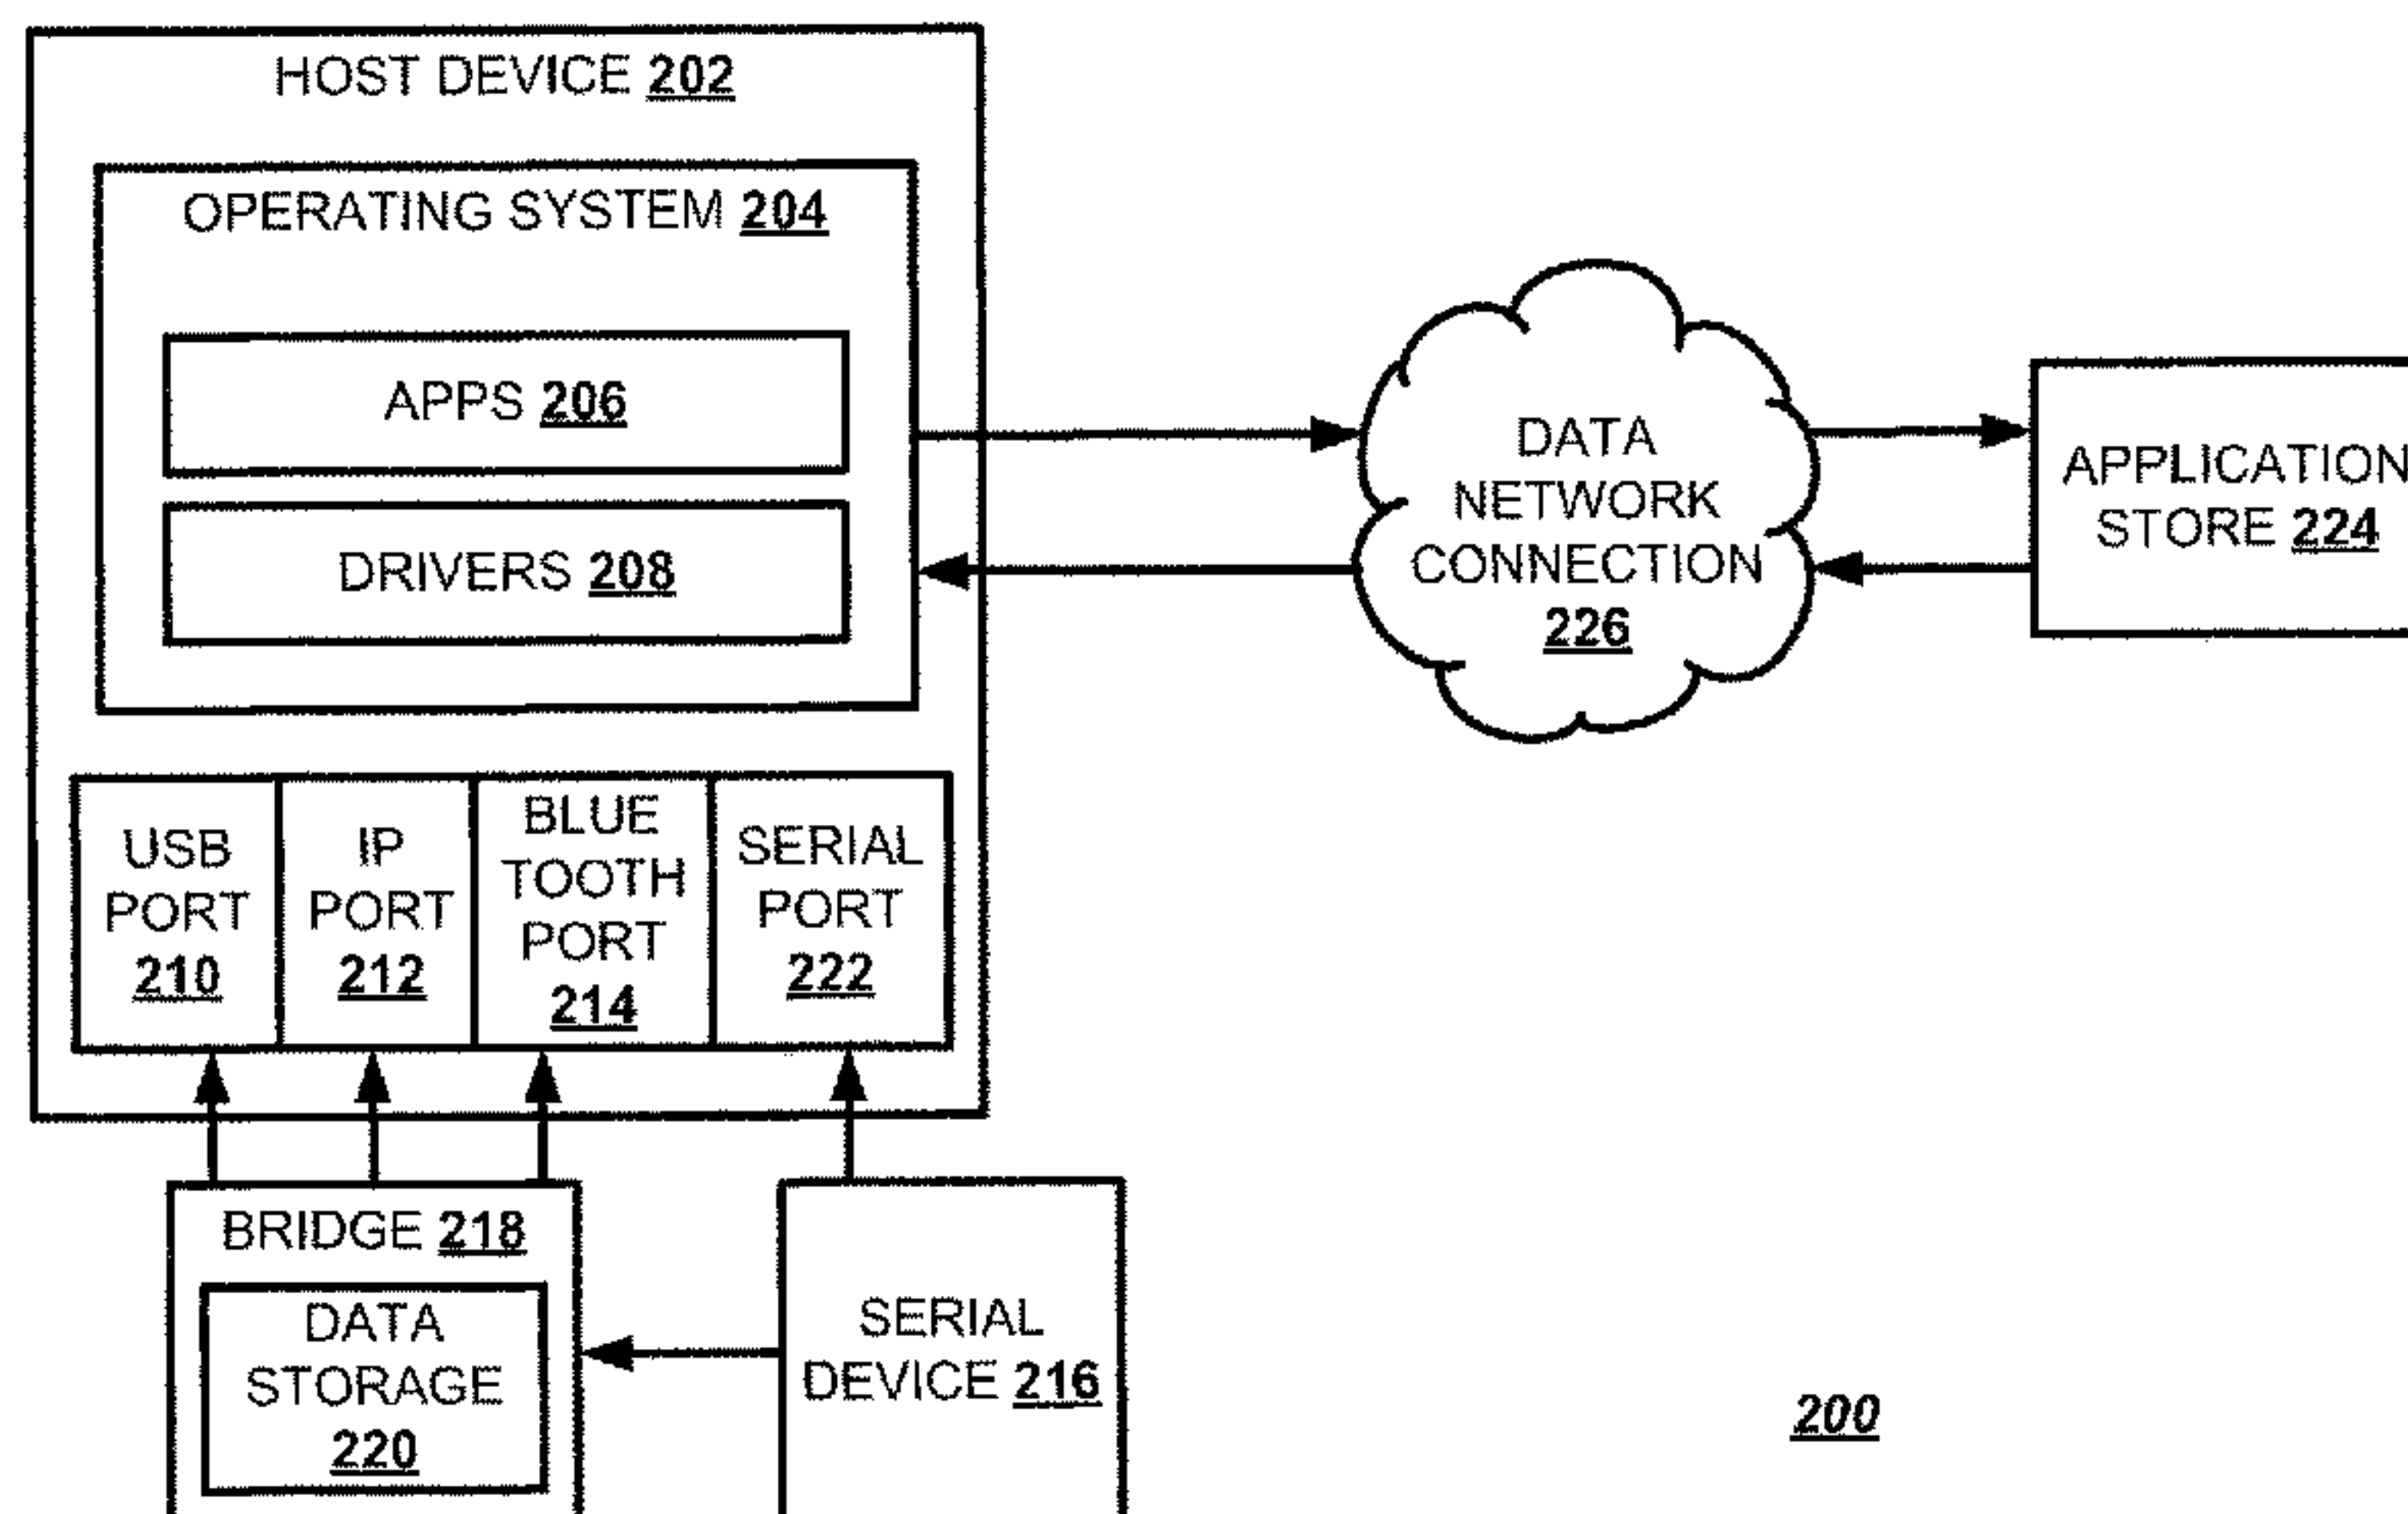 HOST DEVICE 202
OPERATING SYSTEM 204
APPS 206
DRIVERS 208
DATA
NETWORK
CONNECTION
226
APPLICATION
STORE 224
USB
PORT
210
IP
PORT
212
BLUE
TOOTH
PORT
214
SERIAL
PORT
222
BRIDGE 218
DATA
STORAGE
220
SERIAL
DEVICE 216
200